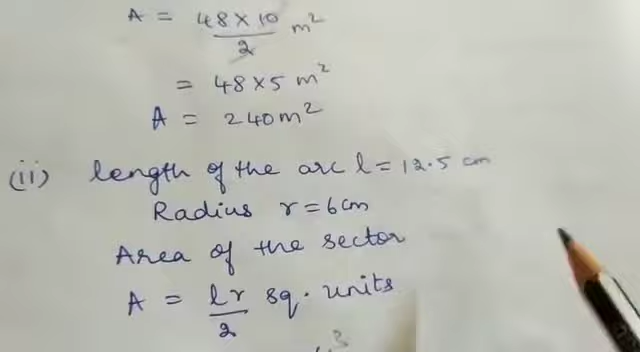 A = 48 × 10 / 2 m²
= 48 × 5 m²
A = 240 m²
(ii) length of the arc l = 12.5 cm
Radius r = 6 cm
Area of the sector
A = lr / 2 sq. units
3